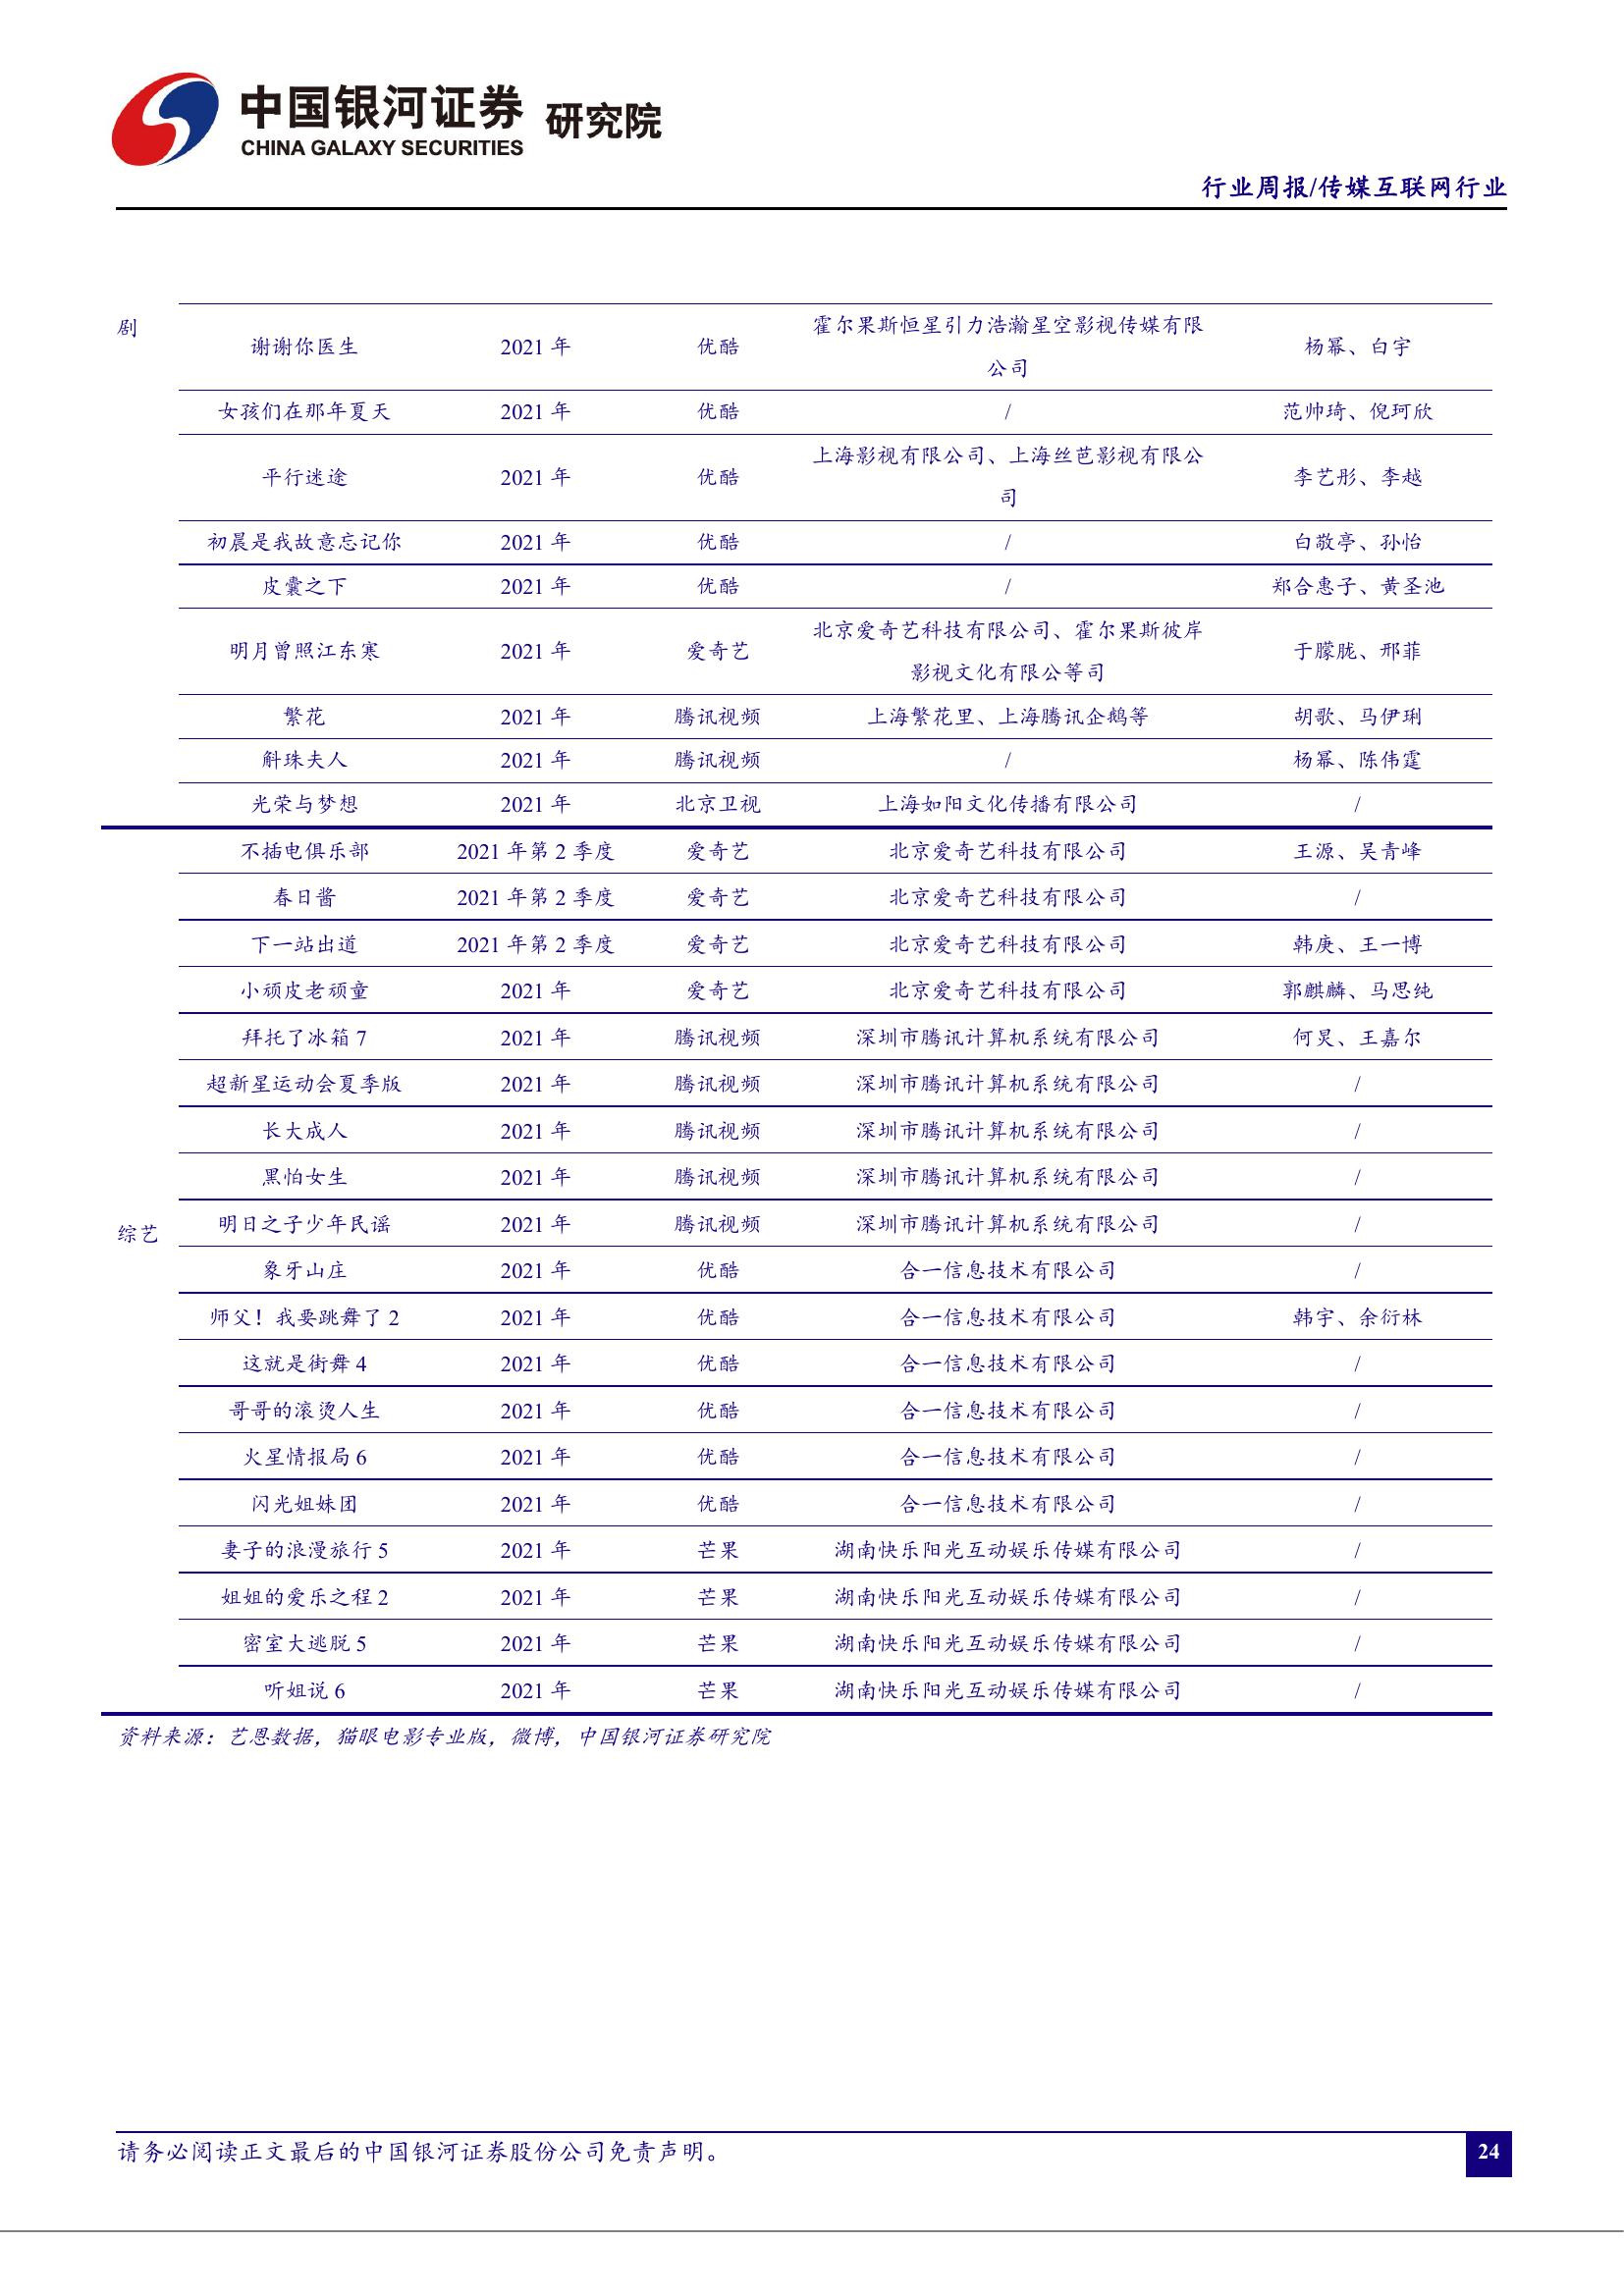 中国银河证券 研究院
CHINA GALAXY SECURITIES
行业周报/传媒互联网行业
剧
谢谢你医生 2021 年 优酷 霍尔果斯恒星引力浩瀚星空影视传媒有限公司 杨幂、白宇
女孩们在那年夏天 2021 年 优酷 / 范帅琦、倪珂欣
平行迷途 2021 年 优酷 上海影视有限公司、上海丝芭影视有限公司 李艺彤、李越
初晨是我故意忘记你 2021 年 优酷 / 白敬亭、孙怡
皮囊之下 2021 年 优酷 / 郑合惠子、黄圣池
明月曾照江东寒 2021 年 爱奇艺 北京爱奇艺科技有限公司、霍尔果斯彼岸影视文化有限公等司 于朦胧、邢菲
繁花 2021 年 腾讯视频 上海繁花里、上海腾讯企鹅等 胡歌、马伊琍
斛珠夫人 2021 年 腾讯视频 / 杨幂、陈伟霆
光荣与梦想 2021 年 北京卫视 上海如阳文化传播有限公司 /
综艺
不插电俱乐部 2021 年第 2 季度 爱奇艺 北京爱奇艺科技有限公司 王源、吴青峰
春日酱 2021 年第 2 季度 爱奇艺 北京爱奇艺科技有限公司 /
下一站出道 2021 年第 2 季度 爱奇艺 北京爱奇艺科技有限公司 韩庚、王一博
小顽皮老顽童 2021 年 爱奇艺 北京爱奇艺科技有限公司 郭麒麟、马思纯
拜托了冰箱 7 2021 年 腾讯视频 深圳市腾讯计算机系统有限公司 何炅、王嘉尔
超新星运动会夏季版 2021 年 腾讯视频 深圳市腾讯计算机系统有限公司 /
长大成人 2021 年 腾讯视频 深圳市腾讯计算机系统有限公司 /
黑怕女生 2021 年 腾讯视频 深圳市腾讯计算机系统有限公司 /
明日之子少年民谣 2021 年 腾讯视频 深圳市腾讯计算机系统有限公司 /
象牙山庄 2021 年 优酷 合一信息技术有限公司 /
师父！我要跳舞了 2 2021 年 优酷 合一信息技术有限公司 韩宇、余衍林
这就是街舞 4 2021 年 优酷 合一信息技术有限公司 /
哥哥的滚烫人生 2021 年 优酷 合一信息技术有限公司 /
火星情报局 6 2021 年 优酷 合一信息技术有限公司 /
闪光姐妹团 2021 年 优酷 合一信息技术有限公司 /
妻子的浪漫旅行 5 2021 年 芒果 湖南快乐阳光互动娱乐传媒有限公司 /
姐姐的爱乐之程 2 2021 年 芒果 湖南快乐阳光互动娱乐传媒有限公司 /
密室大逃脱 5 2021 年 芒果 湖南快乐阳光互动娱乐传媒有限公司 /
听姐说 6 2021 年 芒果 湖南快乐阳光互动娱乐传媒有限公司 /
资料来源：艺恩数据，猫眼电影专业版，微博，中国银河证券研究院
请务必阅读正文最后的中国银河证券股份公司免责声明。
24